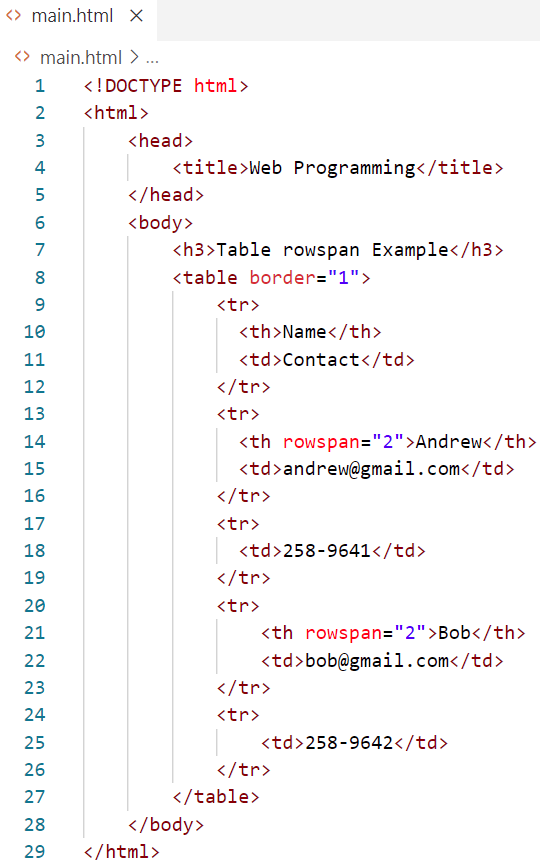 main.html
main.html > ...
1 <!DOCTYPE html>
2 <html>
3     <head>
4         <title>Web Programming</title>
5     </head>
6     <body>
7         <h3>Table rowspan Example</h3>
8         <table border="1">
9             <tr>
10               <th>Name</th>
11               <td>Contact</td>
12             </tr>
13             <tr>
14               <th rowspan="2">Andrew</th>
15               <td>andrew@gmail.com</td>
16             </tr>
17             <tr>
18               <td>258-9641</td>
19             </tr>
20             <tr>
21                 <th rowspan="2">Bob</th>
22                 <td>bob@gmail.com</td>
23             </tr>
24             <tr>
25                 <td>258-9642</td>
26             </tr>
27         </table>
28     </body>
29 </html>